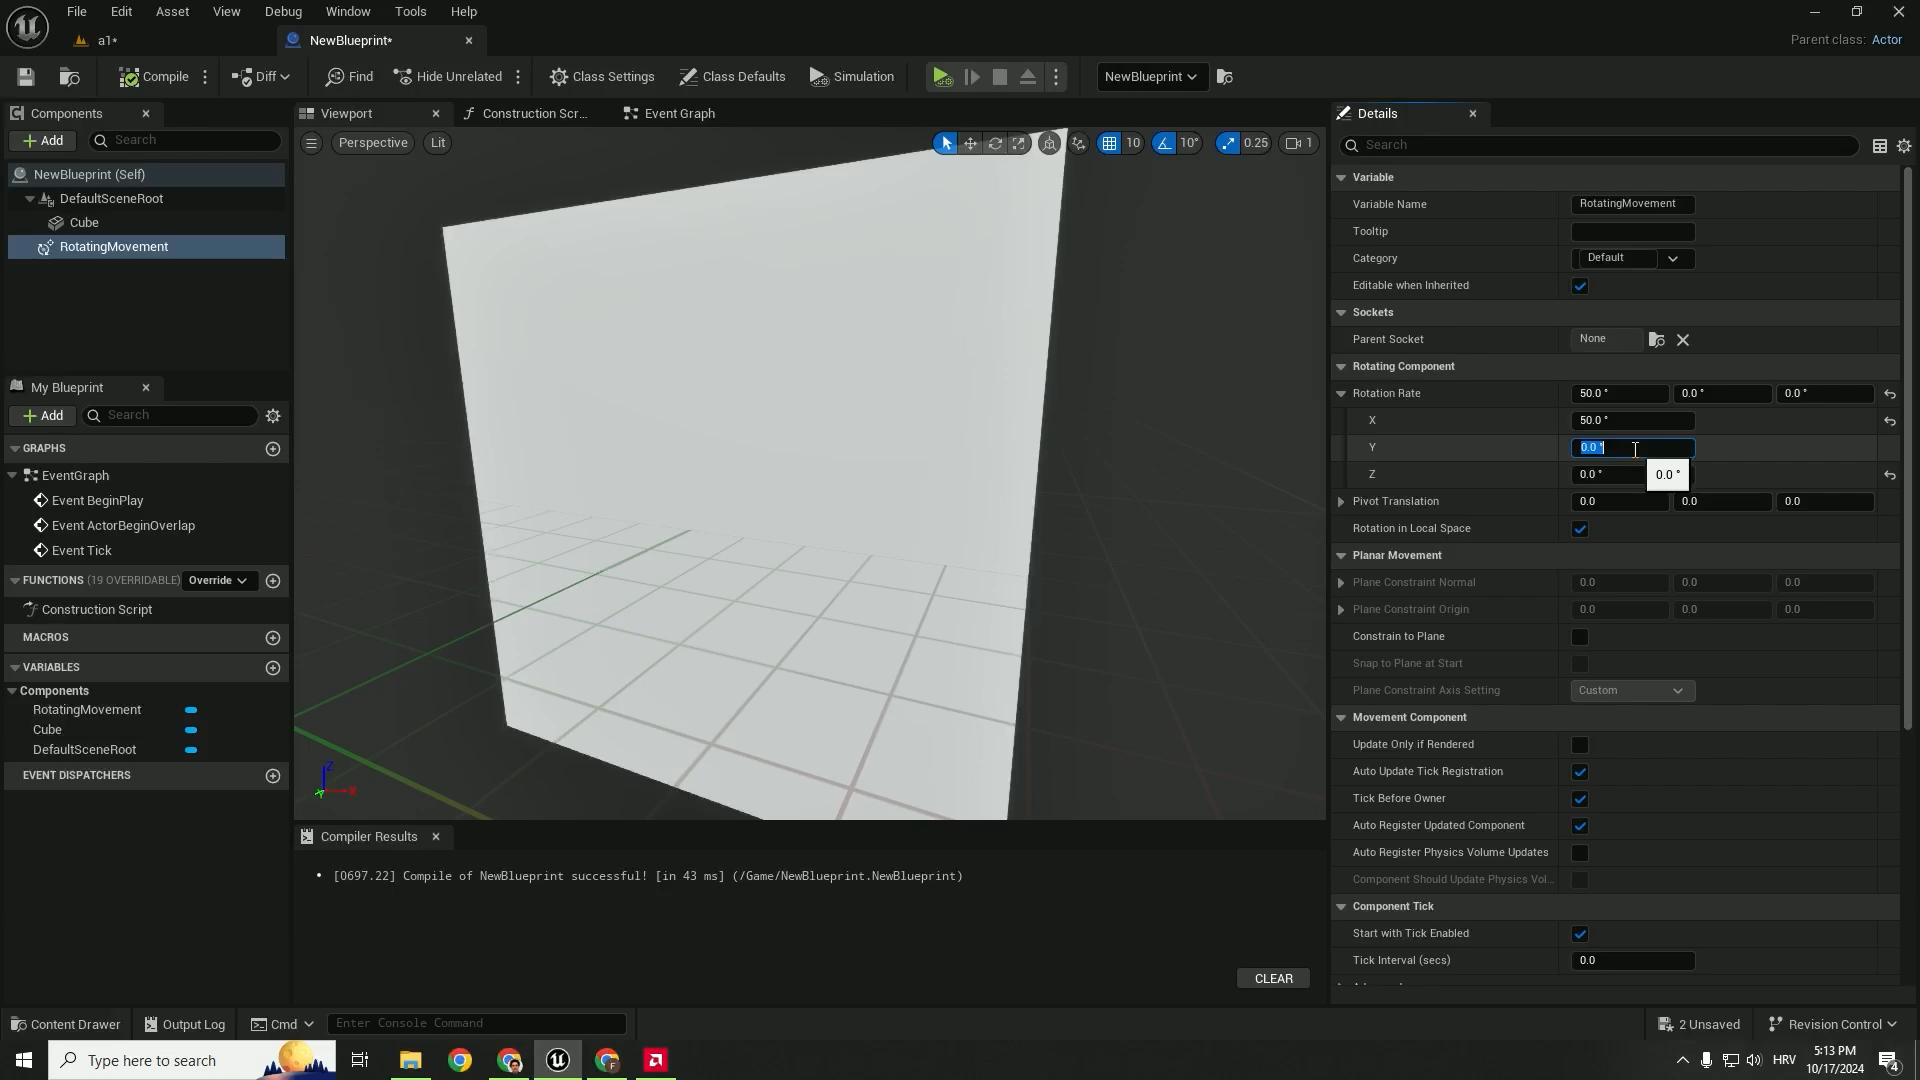 File Edit Asset View Debug Window Tools Help
a1* NewBlueprint* Parent class: Actor
Compile Diff Find Hide Unrelated Class Settings Class Defaults Simulation NewBlueprint
Components
Add Search
NewBlueprint (Self)
DefaultSceneRoot
Cube
RotatingMovement
My Blueprint
Add Search
GRAPHS
EventGraph
Event BeginPlay
Event ActorBeginOverlap
Event Tick
FUNCTIONS (19 OVERRIDABLE) Override
Construction Script
MACROS
VARIABLES
Components
RotatingMovement
Cube
DefaultSceneRoot
EVENT DISPATCHERS
Viewport Construction Scr... Event Graph
Perspective Lit 10 10° 0.25 1
Z
X
Y
Compiler Results
• [0697.22] Compile of NewBlueprint successful! [in 43 ms] (/Game/NewBlueprint.NewBlueprint)
CLEAR
Details
Search
Variable
Variable Name RotatingMovement
Tooltip
Category Default
Editable when Inherited
Sockets
Parent Socket None
Rotating Component
Rotation Rate 50.0 ° 0.0 ° 0.0 °
X 50.0 °
Y 0.0 °
Z 0.0 ° 0.0 °
Pivot Translation 0.0 0.0 0.0
Rotation in Local Space
Planar Movement
Plane Constraint Normal 0.0 0.0 0.0
Plane Constraint Origin 0.0 0.0 0.0
Constrain to Plane
Snap to Plane at Start
Plane Constraint Axis Setting Custom
Movement Component
Update Only if Rendered
Auto Update Tick Registration
Tick Before Owner
Auto Register Updated Component
Auto Register Physics Volume Updates
Component Should Update Physics Vol...
Component Tick
Start with Tick Enabled
Tick Interval (secs) 0.0
Content Drawer Output Log Cmd Enter Console Command 2 Unsaved Revision Control
Type here to search HRV 5:13 PM
10/17/2024 4